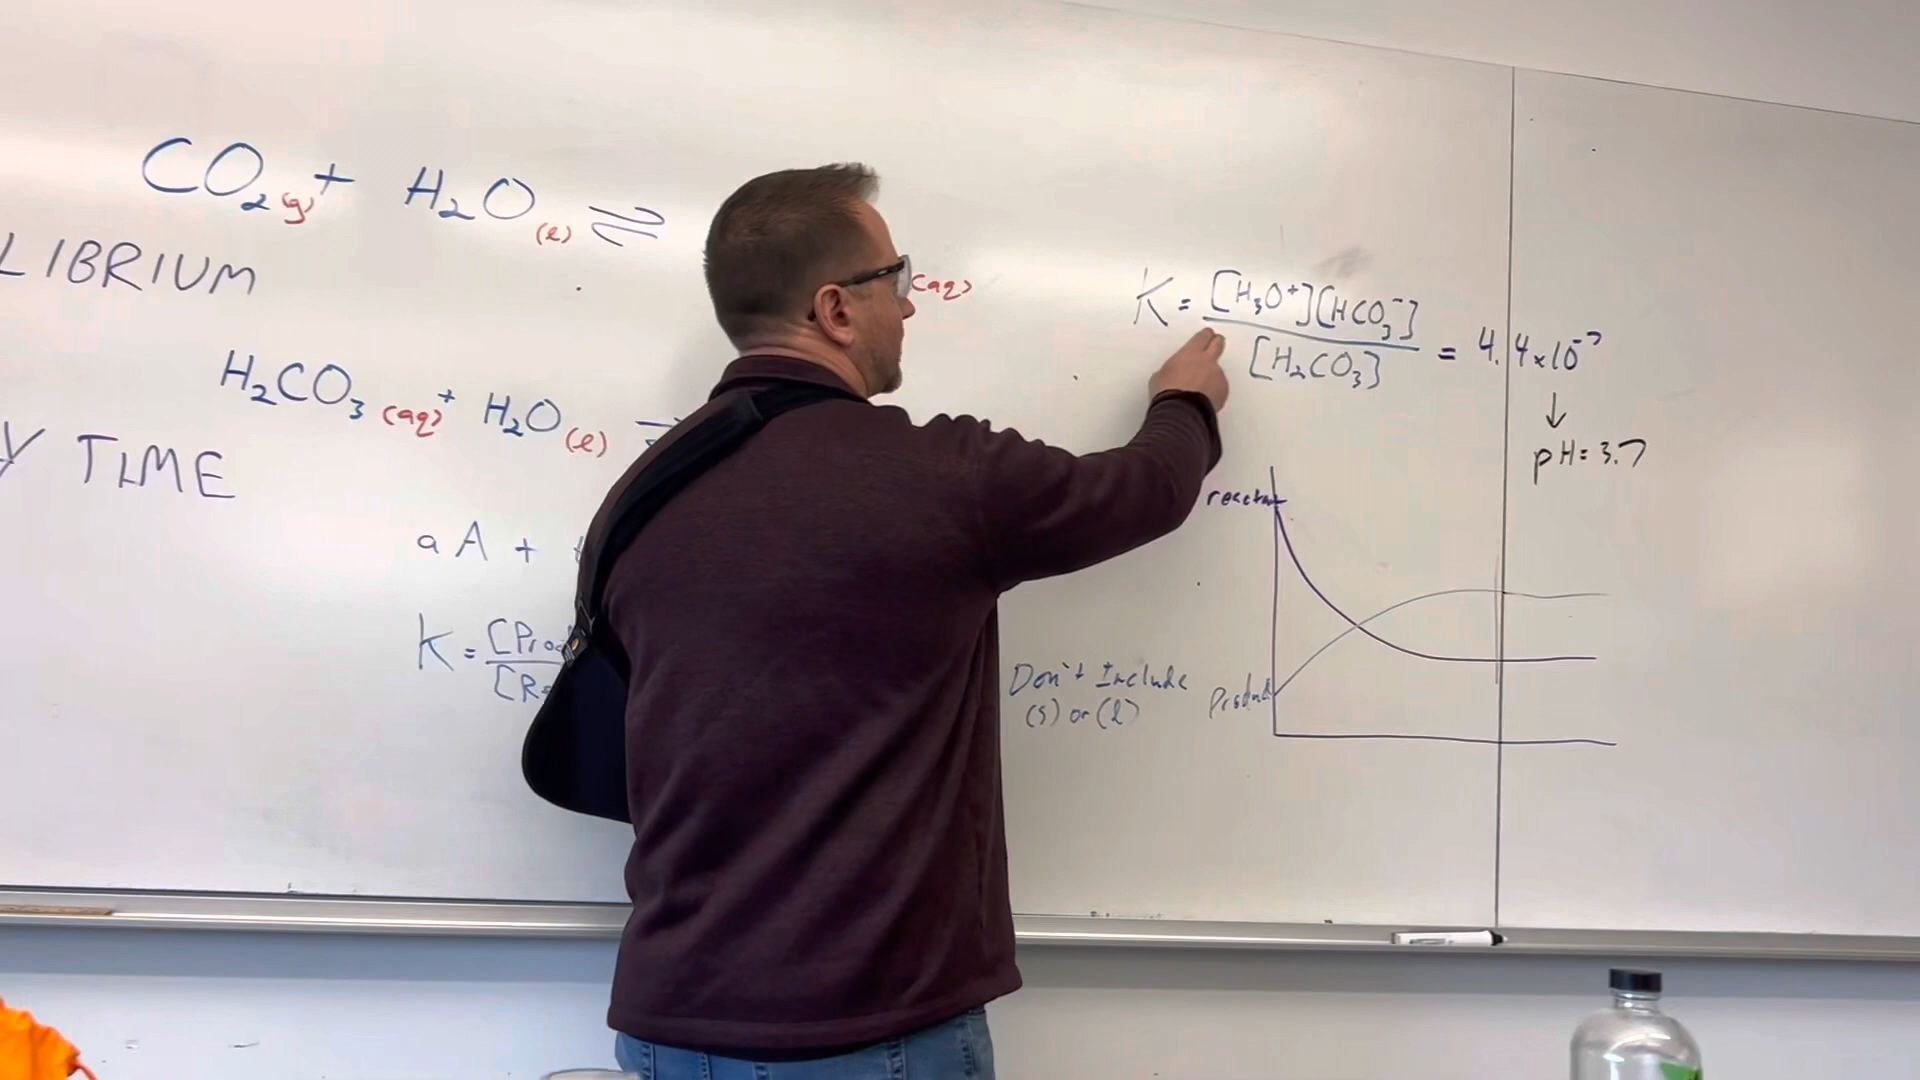 CO₂(g) + H₂O(l) ⇌
(aq)
LIBRIUM
K = [H₃O⁺][HCO₃⁻] / [H₂CO₃] = 4.4×10⁻⁷
↓
pH = 3.7
H₂CO₃(aq) + H₂O(l)
Y TIME
a A +
K = [Prod
[R
Don't Include
(s) or (l)
reactan
Product